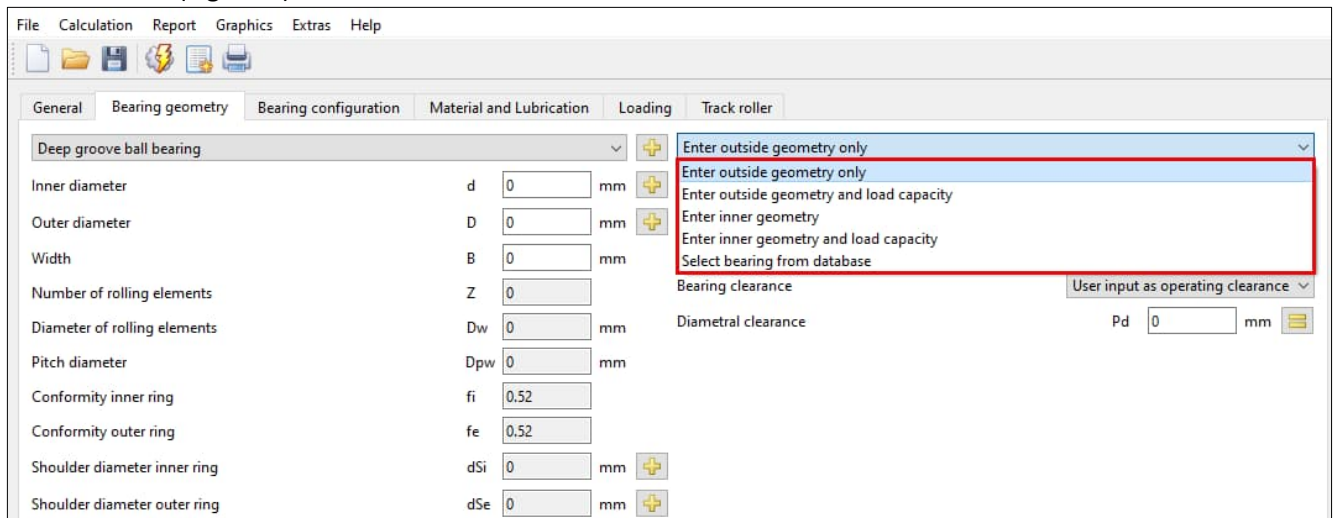 File Calculation Report Graphics Extras Help
General Bearing geometry Bearing configuration Material and Lubrication Loading Track roller
Deep groove ball bearing
Enter outside geometry only
Enter outside geometry only
Enter outside geometry and load capacity
Enter inner geometry
Enter inner geometry and load capacity
Select bearing from database
Inner diameter d 0 mm
Outer diameter D 0 mm
Width B 0 mm
Number of rolling elements Z 0
Bearing clearance User input as operating clearance
Diameter of rolling elements Dw 0 mm
Diametral clearance Pd 0 mm
Pitch diameter Dpw 0 mm
Conformity inner ring fi 0.52
Conformity outer ring fe 0.52
Shoulder diameter inner ring dSi 0 mm
Shoulder diameter outer ring dSe 0 mm